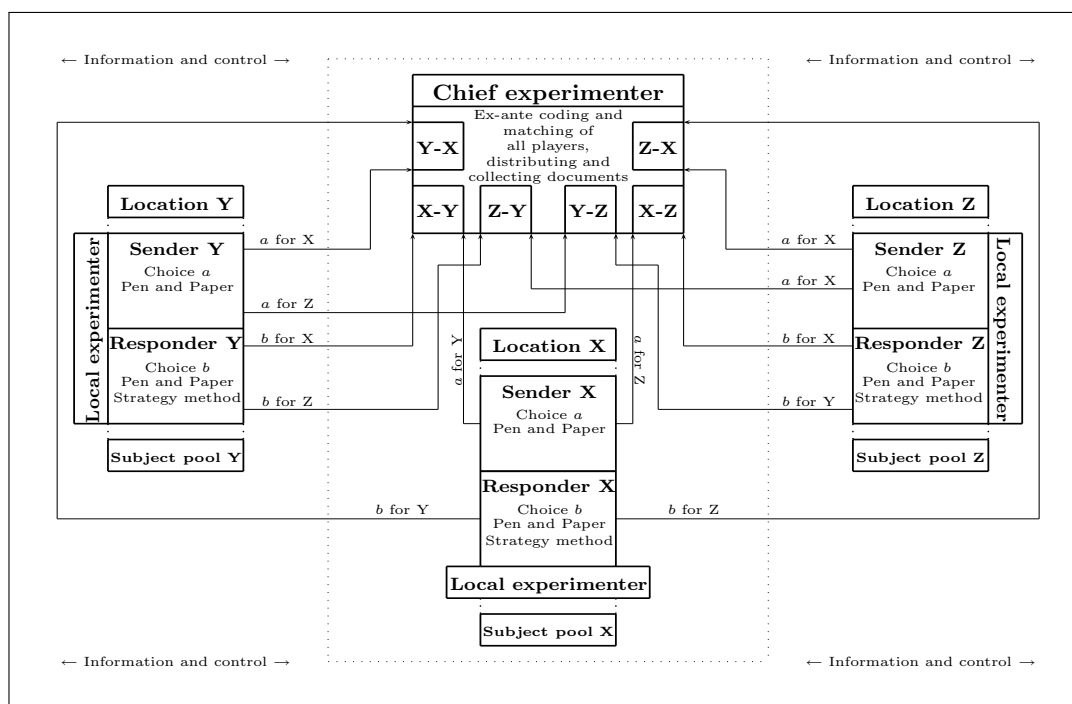 ← Information and control →
← Information and control →
Chief experimenter
Ex-ante coding and
matching of
all players,
distributing and
collecting documents
Y-X
Z-X
X-Y
Z-Y
Y-Z
X-Z
Location Y
Local experimenter
Sender Y
Choice a
Pen and Paper
Responder Y
Choice b
Pen and Paper
Strategy method
Subject pool Y
a for X
a for Z
b for X
b for Z
a for Y
Location X
a for Z
Sender X
Choice a
Pen and Paper
Responder X
Choice b
Pen and Paper
Strategy method
Local experimenter
Subject pool X
b for Y
b for Z
Location Z
a for X
a for X
b for X
b for Y
Sender Z
Choice a
Pen and Paper
Responder Z
Choice b
Pen and Paper
Strategy method
Local experimenter
Subject pool Z
← Information and control →
← Information and control →